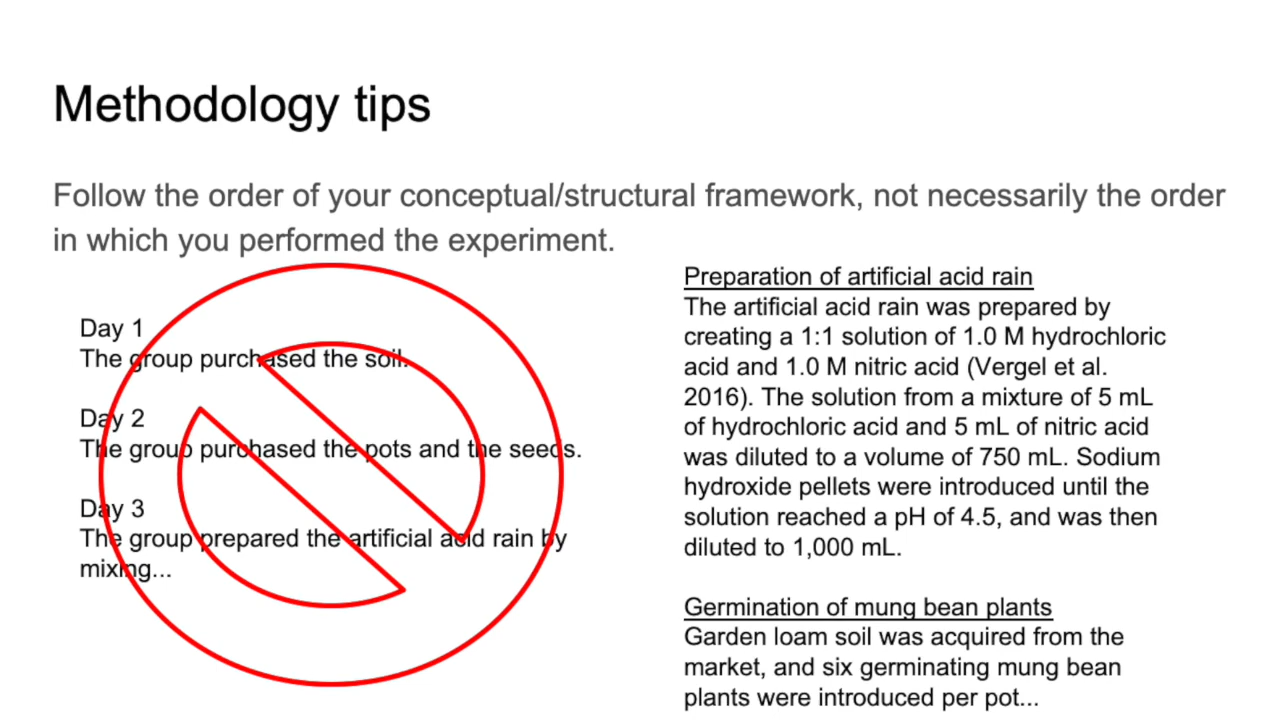 Methodology tips
Follow the order of your conceptual/structural framework, not necessarily the order
in which you performed the experiment.
Day 1
The group purchased the soil.
Day 2
The group purchased the pots and the seeds.
Day 3
The group prepared the artificial acid rain by
mixing...
Preparation of artificial acid rain
The artificial acid rain was prepared by
creating a 1:1 solution of 1.0 M hydrochloric
acid and 1.0 M nitric acid (Vergel et al.
2016). The solution from a mixture of 5 mL
of hydrochloric acid and 5 mL of nitric acid
was diluted to a volume of 750 mL. Sodium
hydroxide pellets were introduced until the
solution reached a pH of 4.5, and was then
diluted to 1,000 mL.
Germination of mung bean plants
Garden loam soil was acquired from the
market, and six germinating mung bean
plants were introduced per pot...